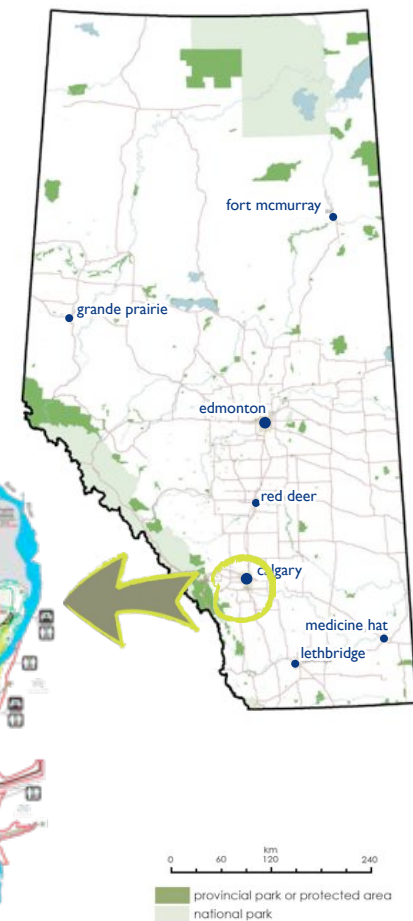 fort mcmurray
grande prairie
edmonton
red deer
calgary
medicine hat
lethbridge
km
0 60 120 240
provincial park or protected area
national park